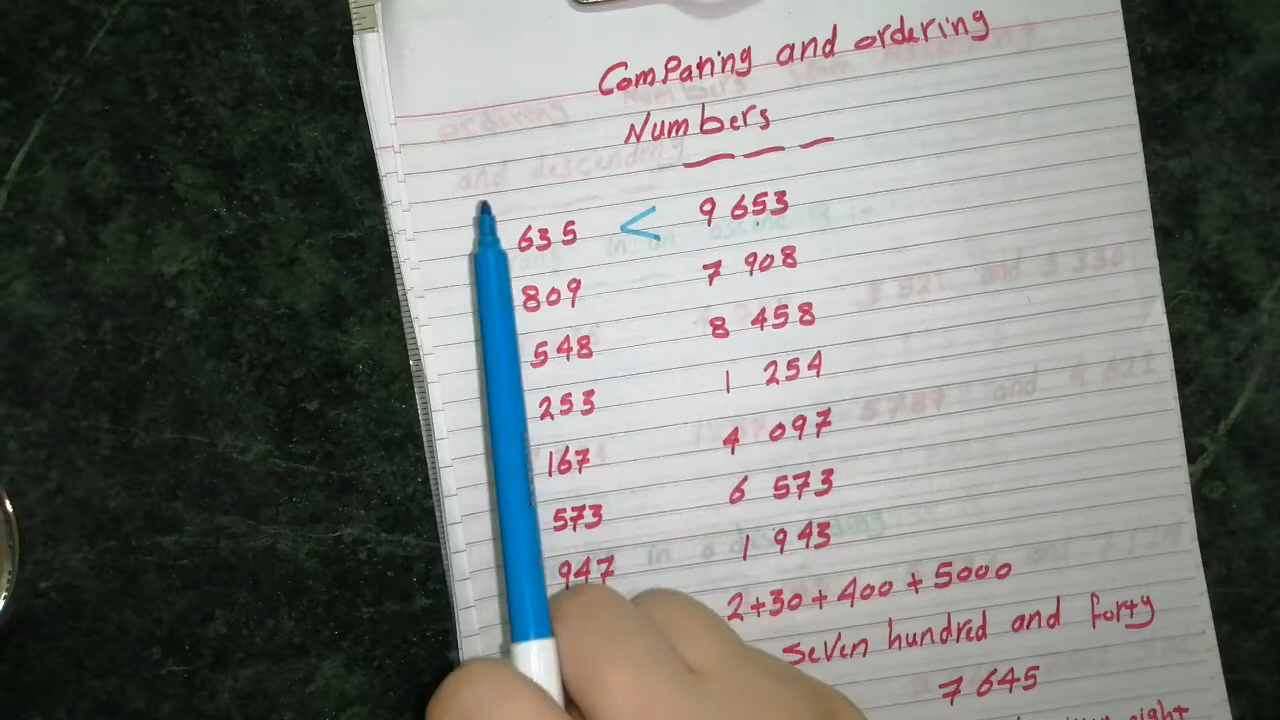 Comparing and ordering
Numbers
635 < 9 653
809 7 908
548 8 458
253 1 254
167 4 097
573 6 573
947 1 943
2+30+400+5000
seven hundred and forty
7 645